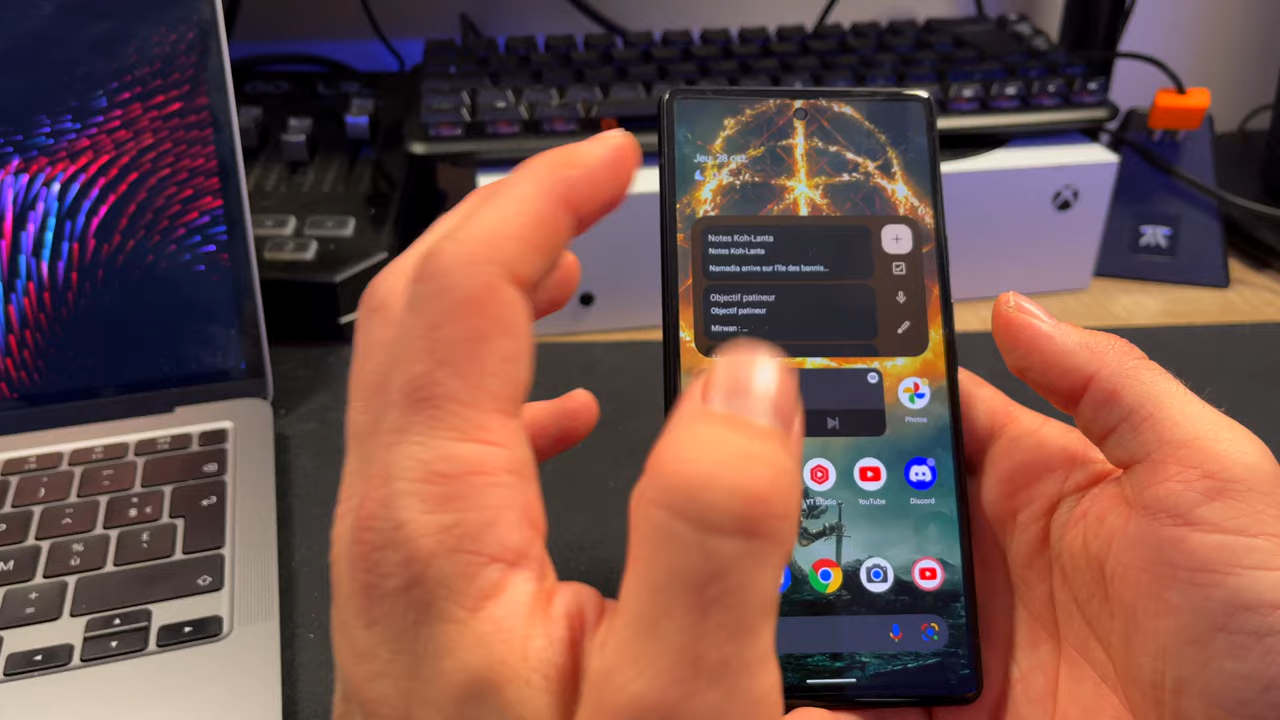 Jeu. 28 oct.
Notes Koh-Lanta
Notes Koh-Lanta
Namadia arrive sur l'île des bannis...
Objectif patineur
Objectif patineur
Mirwan : ...
Photos
YT Studio
YouTube
Discord
M
%
ù
£
+
=